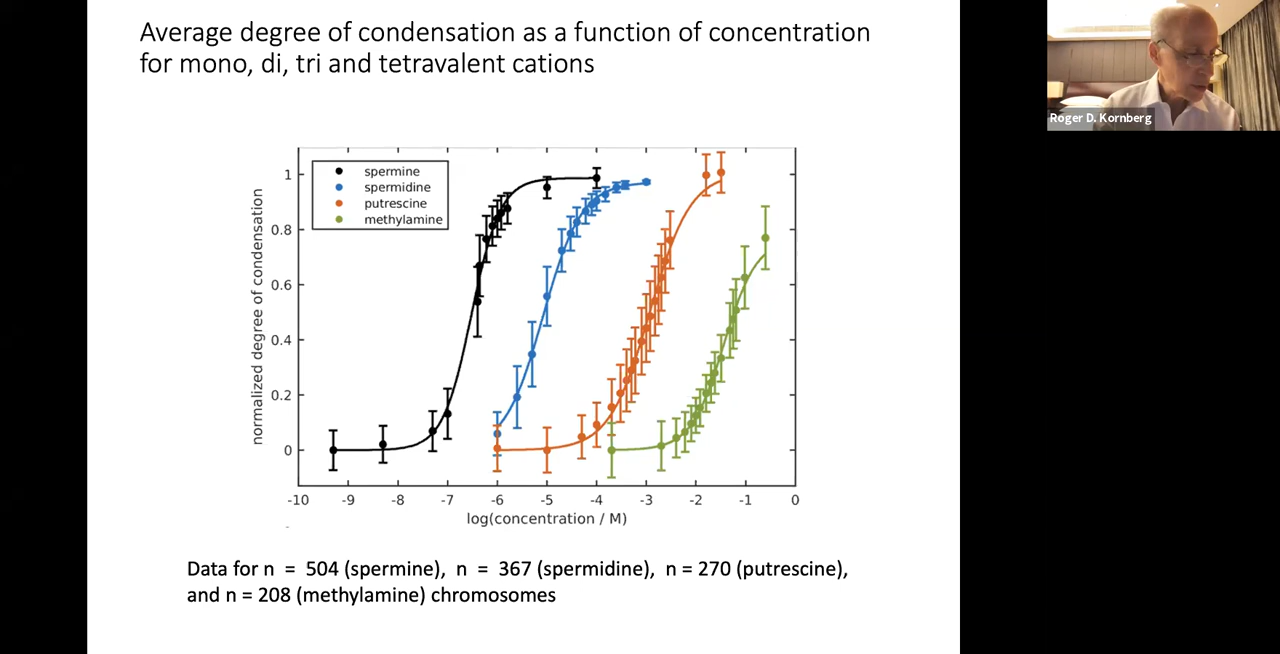 Average degree of condensation as a function of concentration
for mono, di, tri and tetravalent cations
Roger D. Kornberg
spermine
spermidine
putrescine
methylamine
normalized degree of condensation
1
0.8
0.6
0.4
0.2
0
-10 -9 -8 -7 -6 -5 -4 -3 -2 -1 0
log(concentration / M)
Data for n = 504 (spermine), n = 367 (spermidine), n = 270 (putrescine),
and n = 208 (methylamine) chromosomes